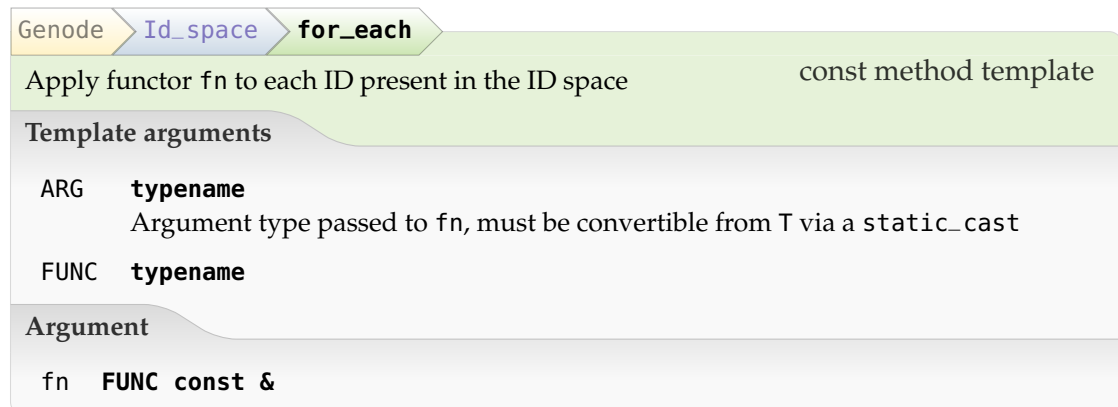 Genode Id_space for_each
Apply functor fn to each ID present in the ID space const method template
Template arguments
ARG typename
Argument type passed to fn, must be convertible from T via a static_cast
FUNC typename
Argument
fn FUNC const &